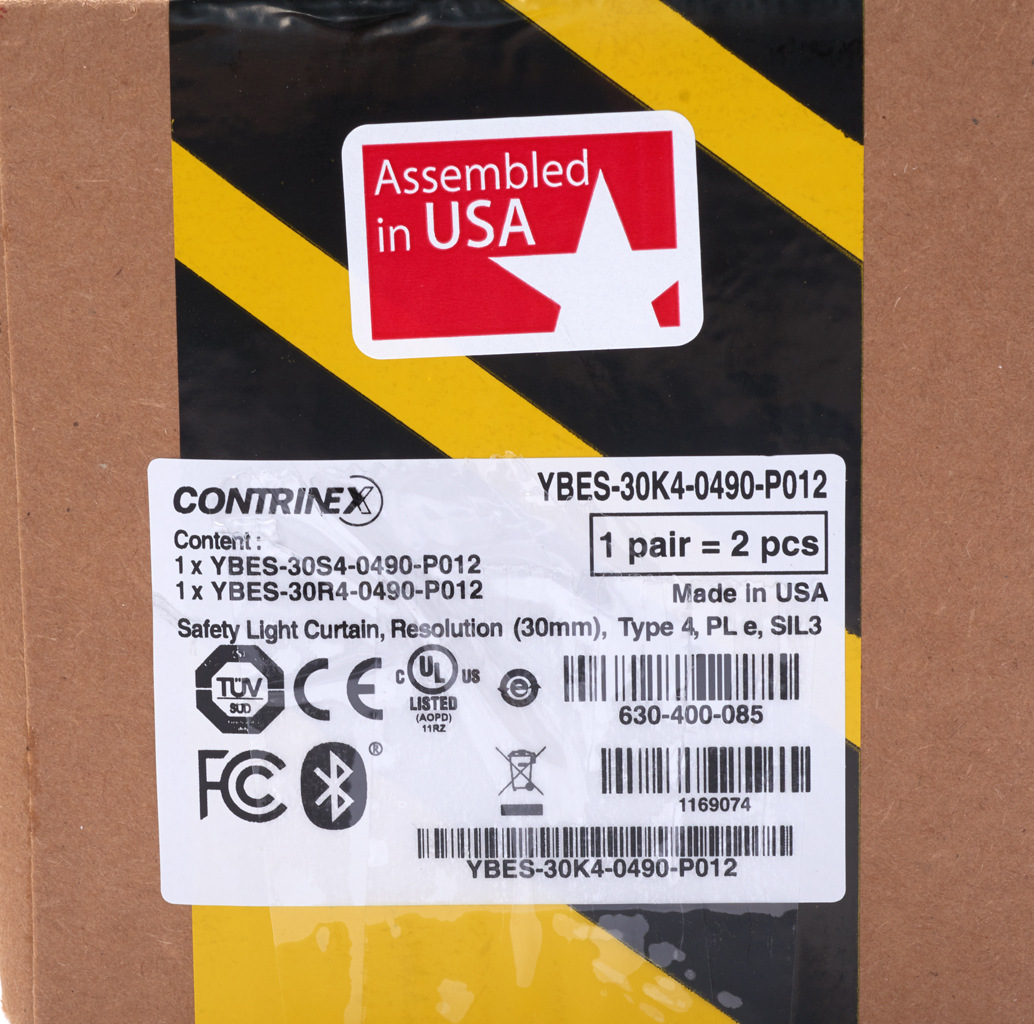 Assembled
in USA
CONTRINEX
YBES-30K4-0490-P012
Content :
1 x YBES-30S4-0490-P012
1 x YBES-30R4-0490-P012
1 pair = 2 pcs
Made in USA
Safety Light Curtain, Resolution (30mm), Type 4, PL e, SIL3
TÜV
SÜD
CE
C UL US
LISTED
(AOPD)
11RZ
e
630-400-085
FC
®
1169074
YBES-30K4-0490-P012